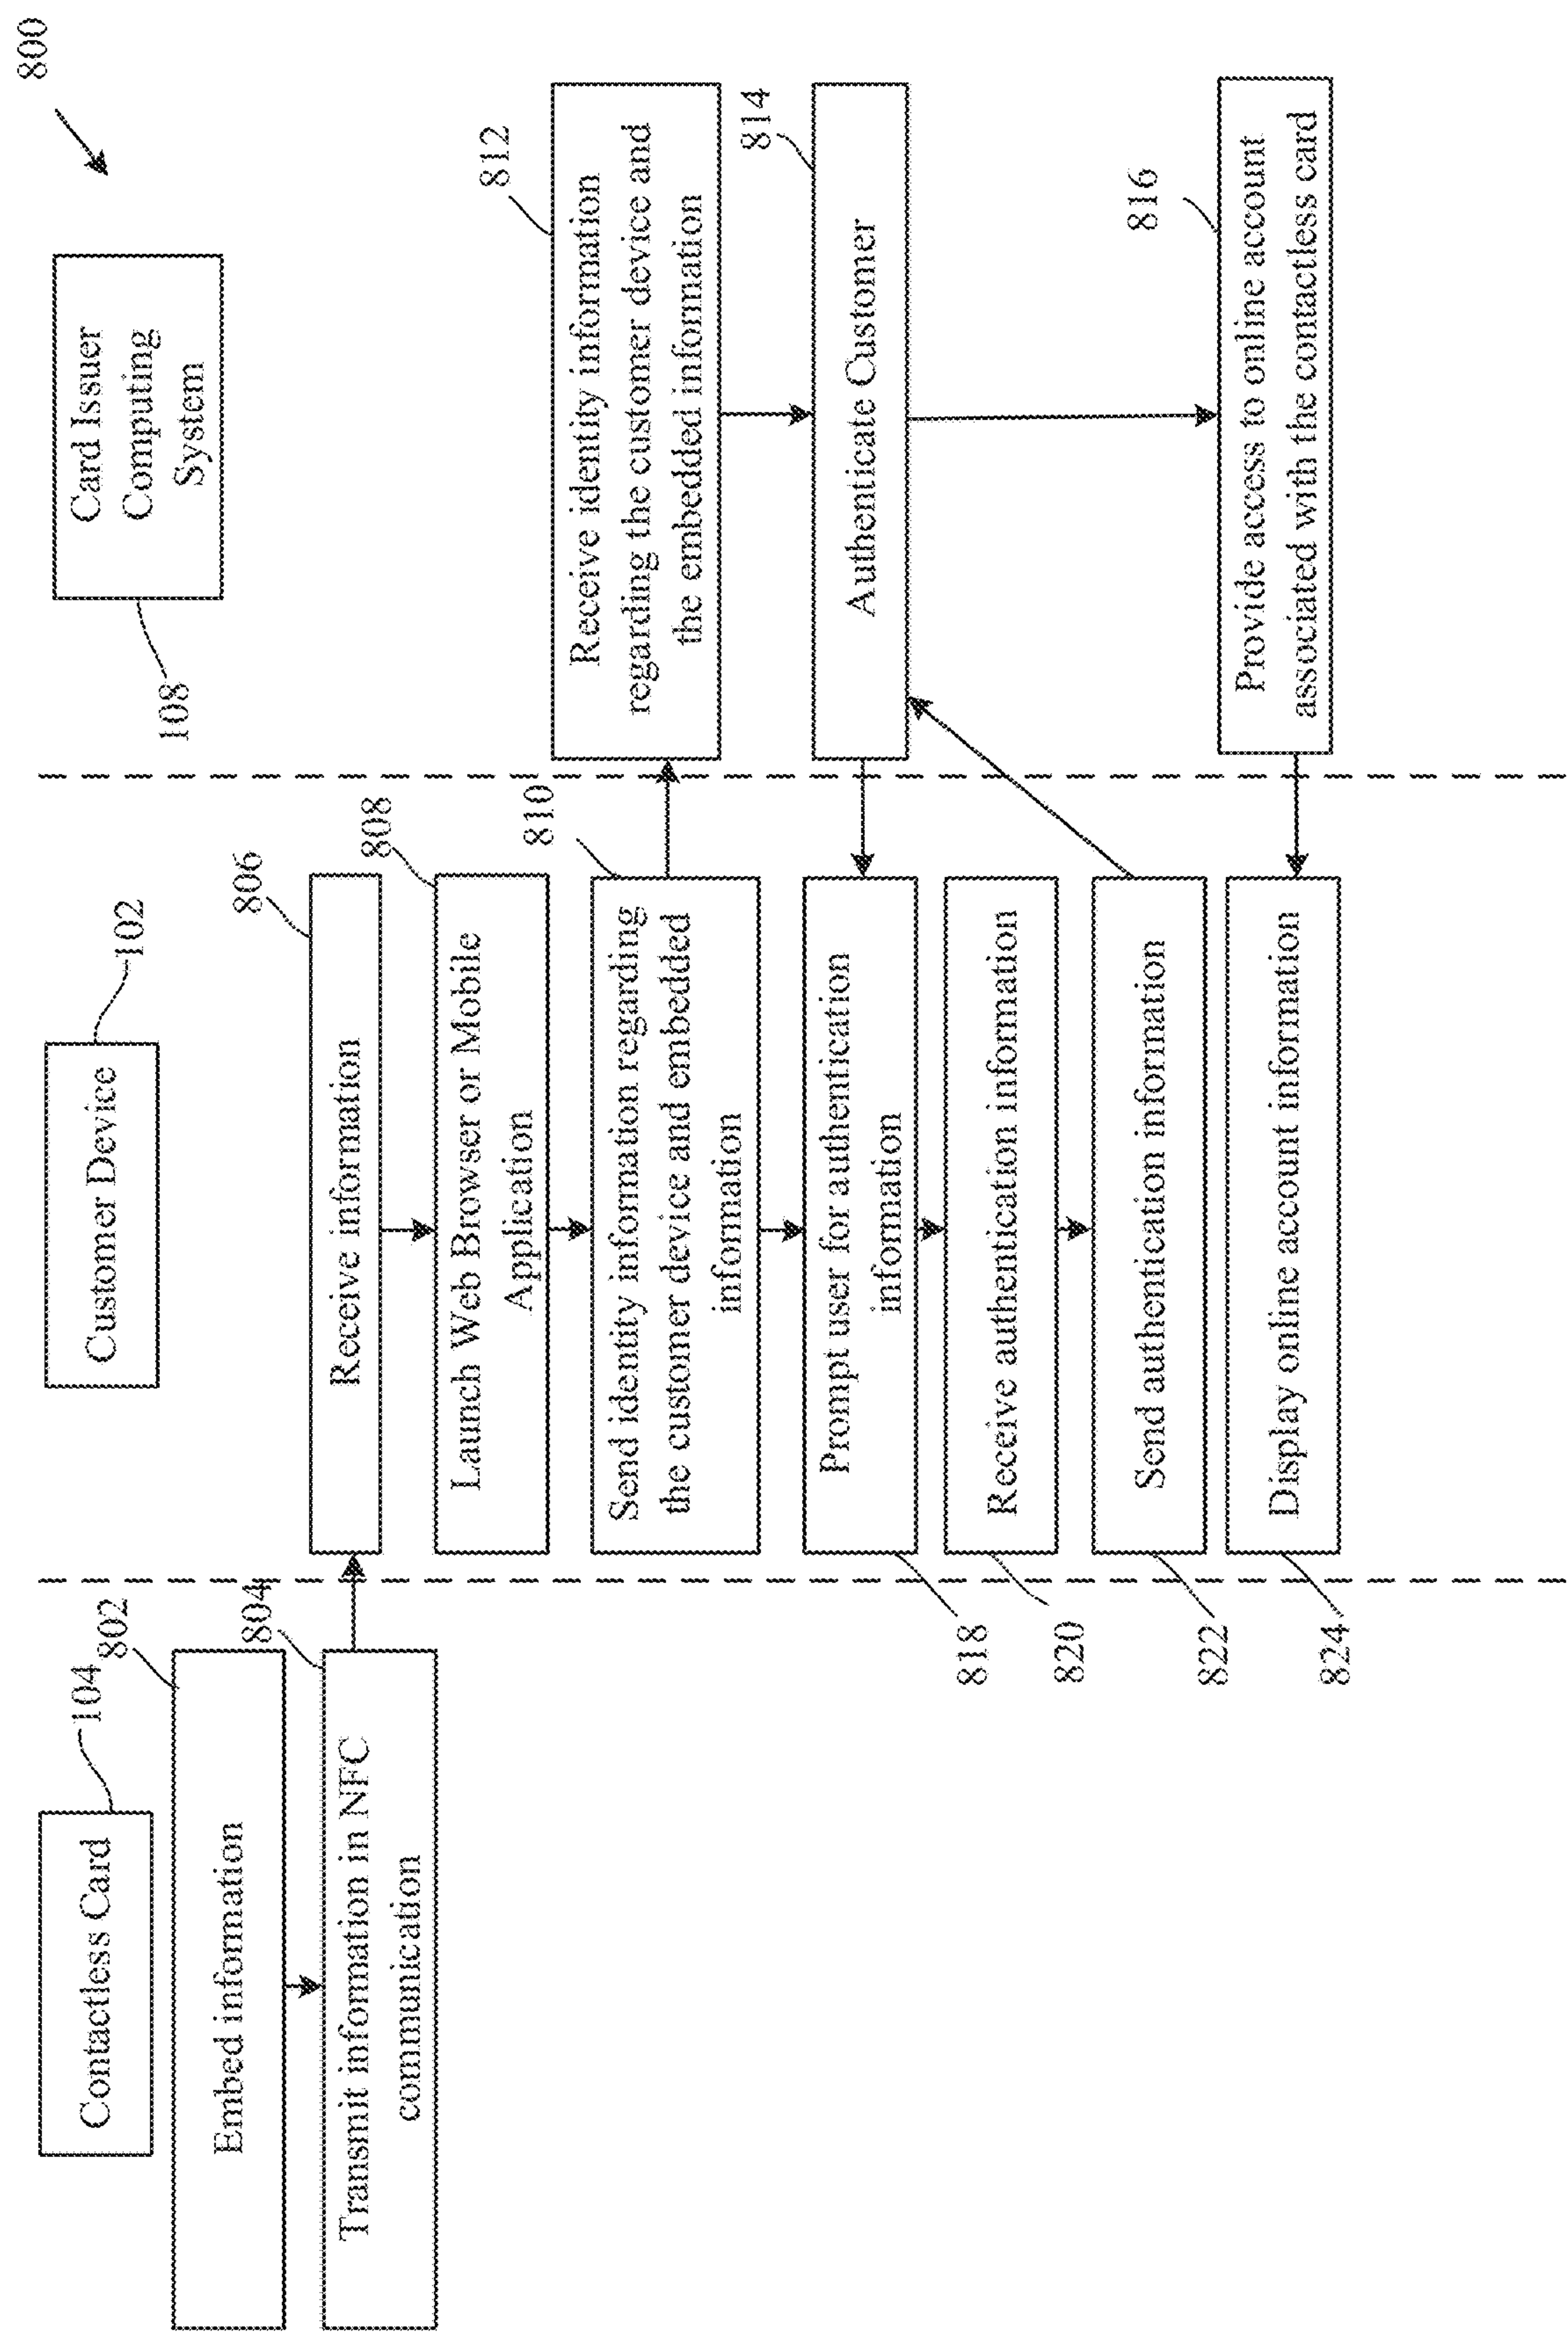 800
Contactless Card
104
Customer Device
102
Card Issuer
Computing
System
108
802
Embed information
804
Transmit information in NFC
communication
806
Receive information
808
Launch Web Browser or Mobile
Application
810
Send identity information regarding
the customer device and embedded
information
812
Receive identity information
regarding the customer device and
the embedded information
814
Authenticate Customer
816
Provide access to online account
associated with the contactless card
818
Prompt user for authentication
information
820
Receive authentication information
822
Send authentication information
824
Display online account information